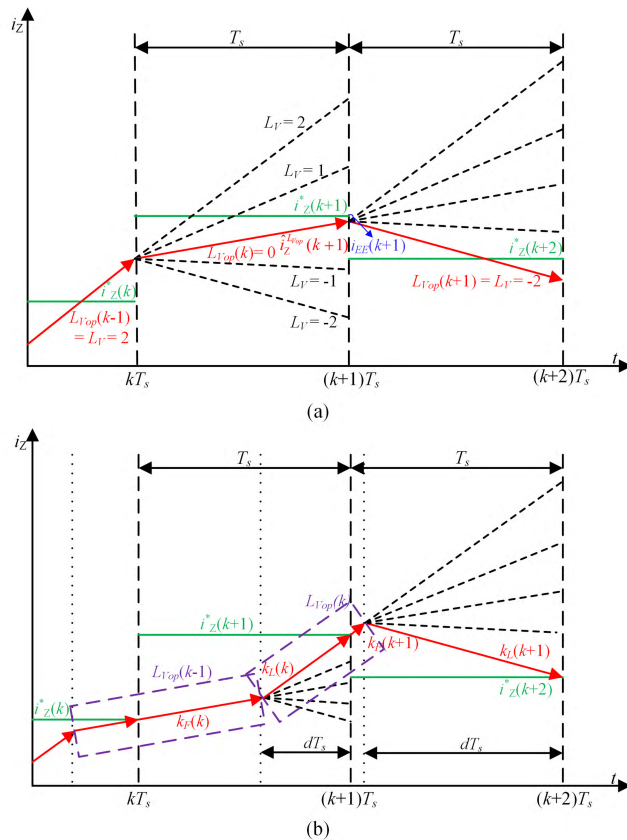 i_Z
T_s
T_s
L_V = 2
L_V = 1
i*_Z(k+1)
L_Vop(k)=0
î_Z^{L_Vop}(k+1)
i_EE(k+1)
i*_Z(k+2)
i*_Z(k)
L_V = -1
L_Vop(k+1) = L_V = -2
L_Vop(k-1)
= L_V = 2
L_V = -2
t
kT_s
(k+1)T_s
(k+2)T_s
(a)
i_Z
T_s
T_s
L_Vop(k)
i*_Z(k+1)
L_Vop(k-1)
k_L(k)
k_F(k+1)
k_L(k+1)
i*_Z(k)
k_F(k)
i*_Z(k+2)
dT_s
dT_s
t
kT_s
(k+1)T_s
(k+2)T_s
(b)